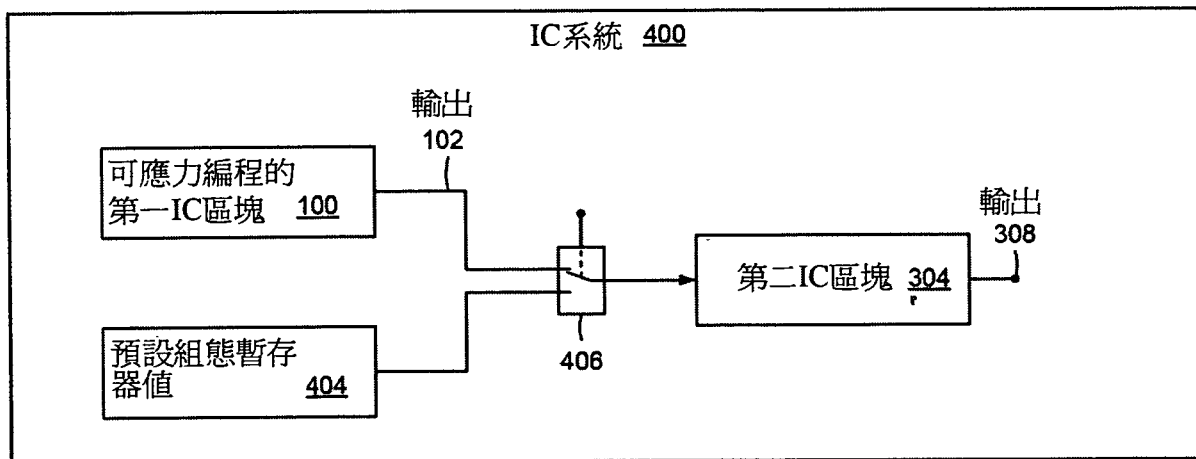 IC系統 400
輸出
102
可應力編程的
第一IC區塊 100
輸出
308
第二IC區塊 304
406
預設組態暫存
器值 404